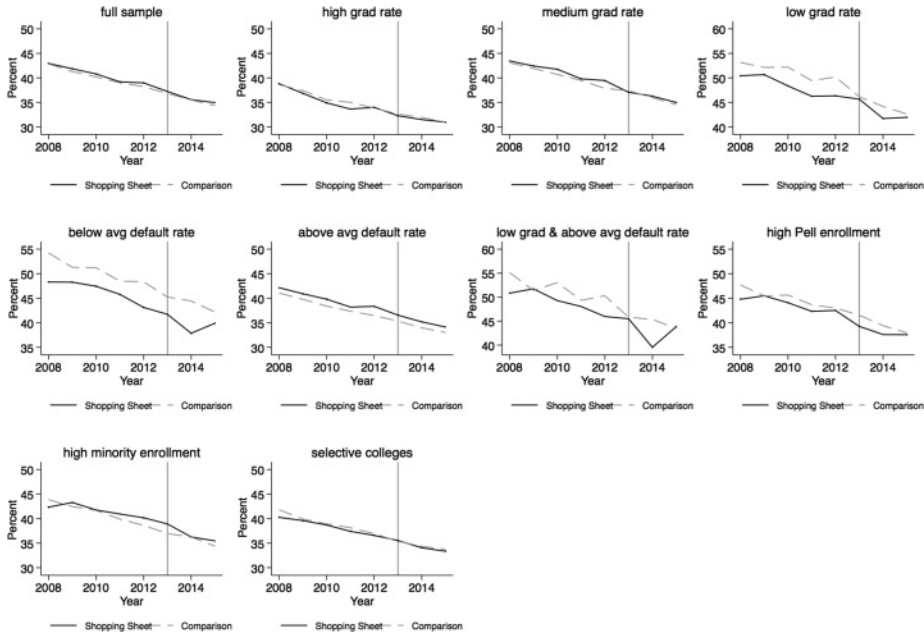 full sample
50
45
40
35
30
Percent
2008 2010 2012 2014
Year
Shopping Sheet Comparison
high grad rate
50
45
40
35
30
Percent
2008 2010 2012 2014
Year
Shopping Sheet Comparison
medium grad rate
50
45
40
35
30
Percent
2008 2010 2012 2014
Year
Shopping Sheet Comparison
low grad rate
60
55
50
45
40
Percent
2008 2010 2012 2014
Year
Shopping Sheet Comparison
below avg default rate
55
50
45
40
35
Percent
2008 2010 2012 2014
Year
Shopping Sheet Comparison
above avg default rate
50
45
40
35
30
Percent
2008 2010 2012 2014
Year
Shopping Sheet Comparison
low grad & above avg default rate
60
55
50
45
40
Percent
2008 2010 2012 2014
Year
Shopping Sheet Comparison
high Pell enrollment
55
50
45
40
35
Percent
2008 2010 2012 2014
Year
Shopping Sheet Comparison
high minority enrollment
50
45
40
35
30
Percent
2008 2010 2012 2014
Year
Shopping Sheet Comparison
selective colleges
50
45
40
35
30
Percent
2008 2010 2012 2014
Year
Shopping Sheet Comparison